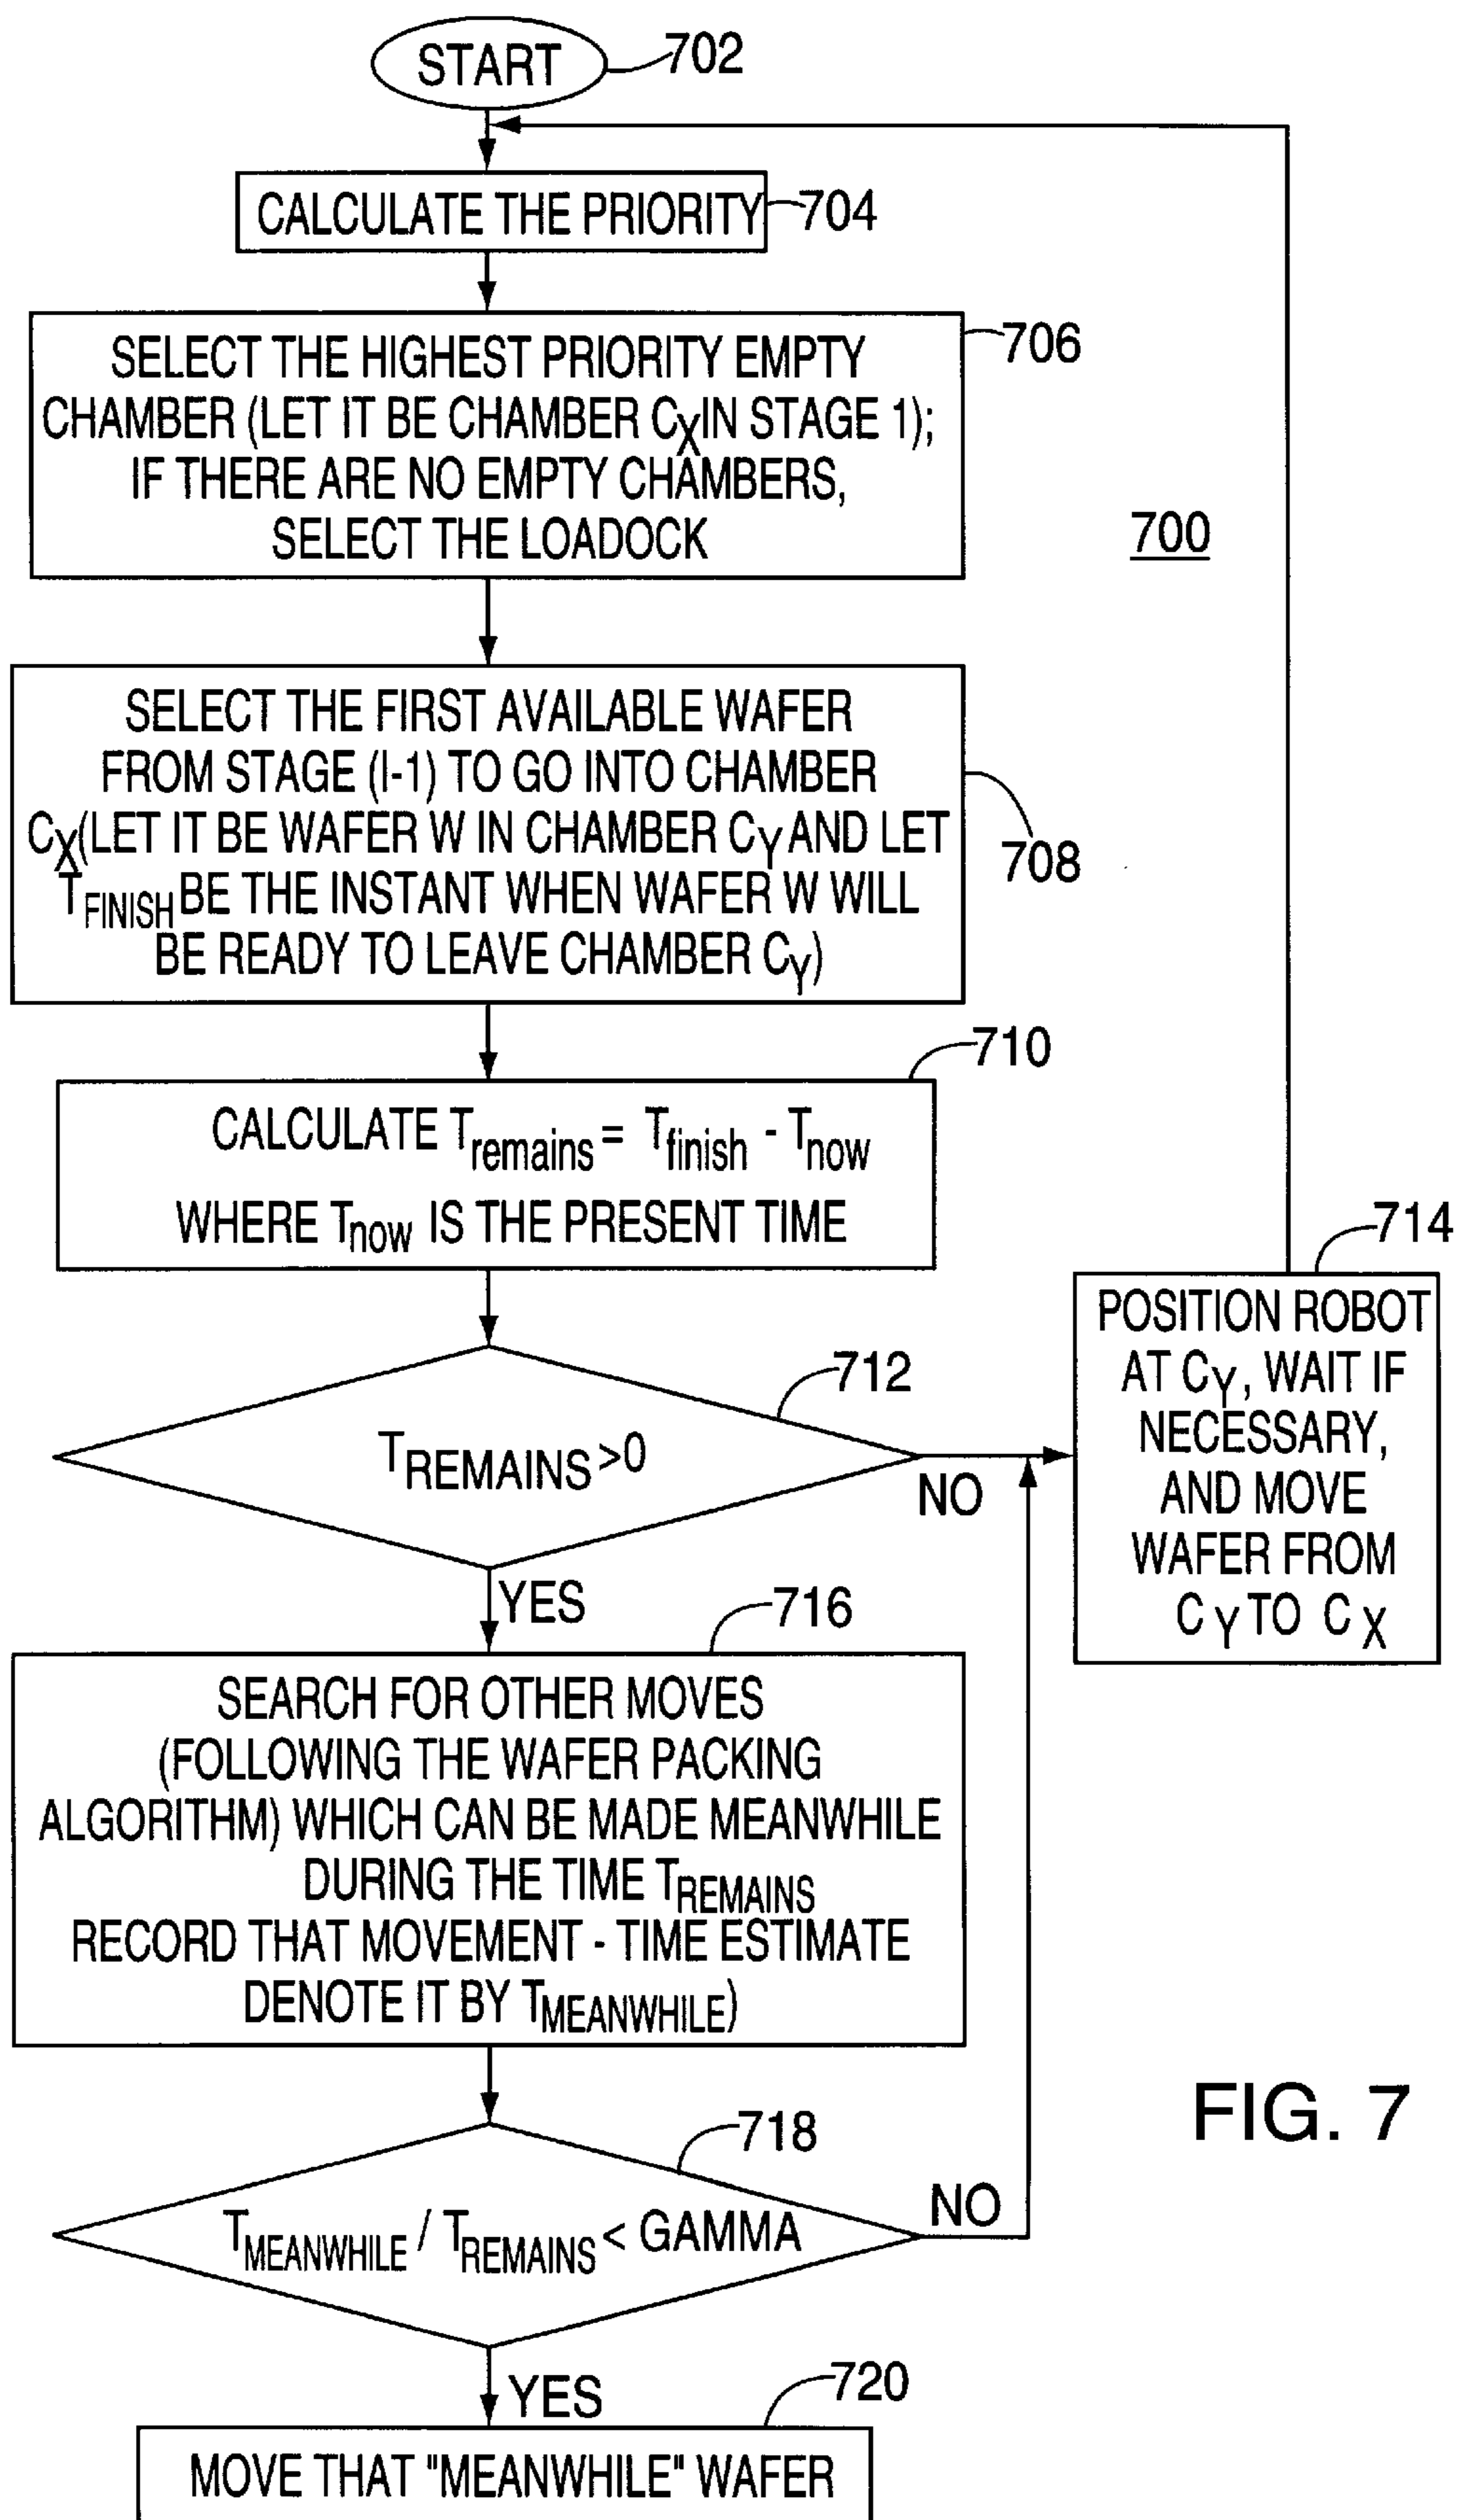 START
702
CALCULATE THE PRIORITY
704
SELECT THE HIGHEST PRIORITY EMPTY
CHAMBER (LET IT BE CHAMBER CX IN STAGE 1);
IF THERE ARE NO EMPTY CHAMBERS,
SELECT THE LOADOCK
706
700
SELECT THE FIRST AVAILABLE WAFER
FROM STAGE (I-1) TO GO INTO CHAMBER
CX(LET IT BE WAFER W IN CHAMBER CY AND LET
TFINISH BE THE INSTANT WHEN WAFER W WILL
BE READY TO LEAVE CHAMBER CY)
708
710
CALCULATE Tremains = Tfinish - Tnow
WHERE Tnow IS THE PRESENT TIME
714
POSITION ROBOT
AT CY, WAIT IF
NECESSARY,
AND MOVE
WAFER FROM
CY TO CX
712
TREMAINS >0
NO
YES
716
SEARCH FOR OTHER MOVES
(FOLLOWING THE WAFER PACKING
ALGORITHM) WHICH CAN BE MADE MEANWHILE
DURING THE TIME TREMAINS
RECORD THAT MOVEMENT - TIME ESTIMATE
DENOTE IT BY TMEANWHILE)
FIG. 7
718
TMEANWHILE / TREMAINS < GAMMA
NO
YES
720
MOVE THAT "MEANWHILE" WAFER